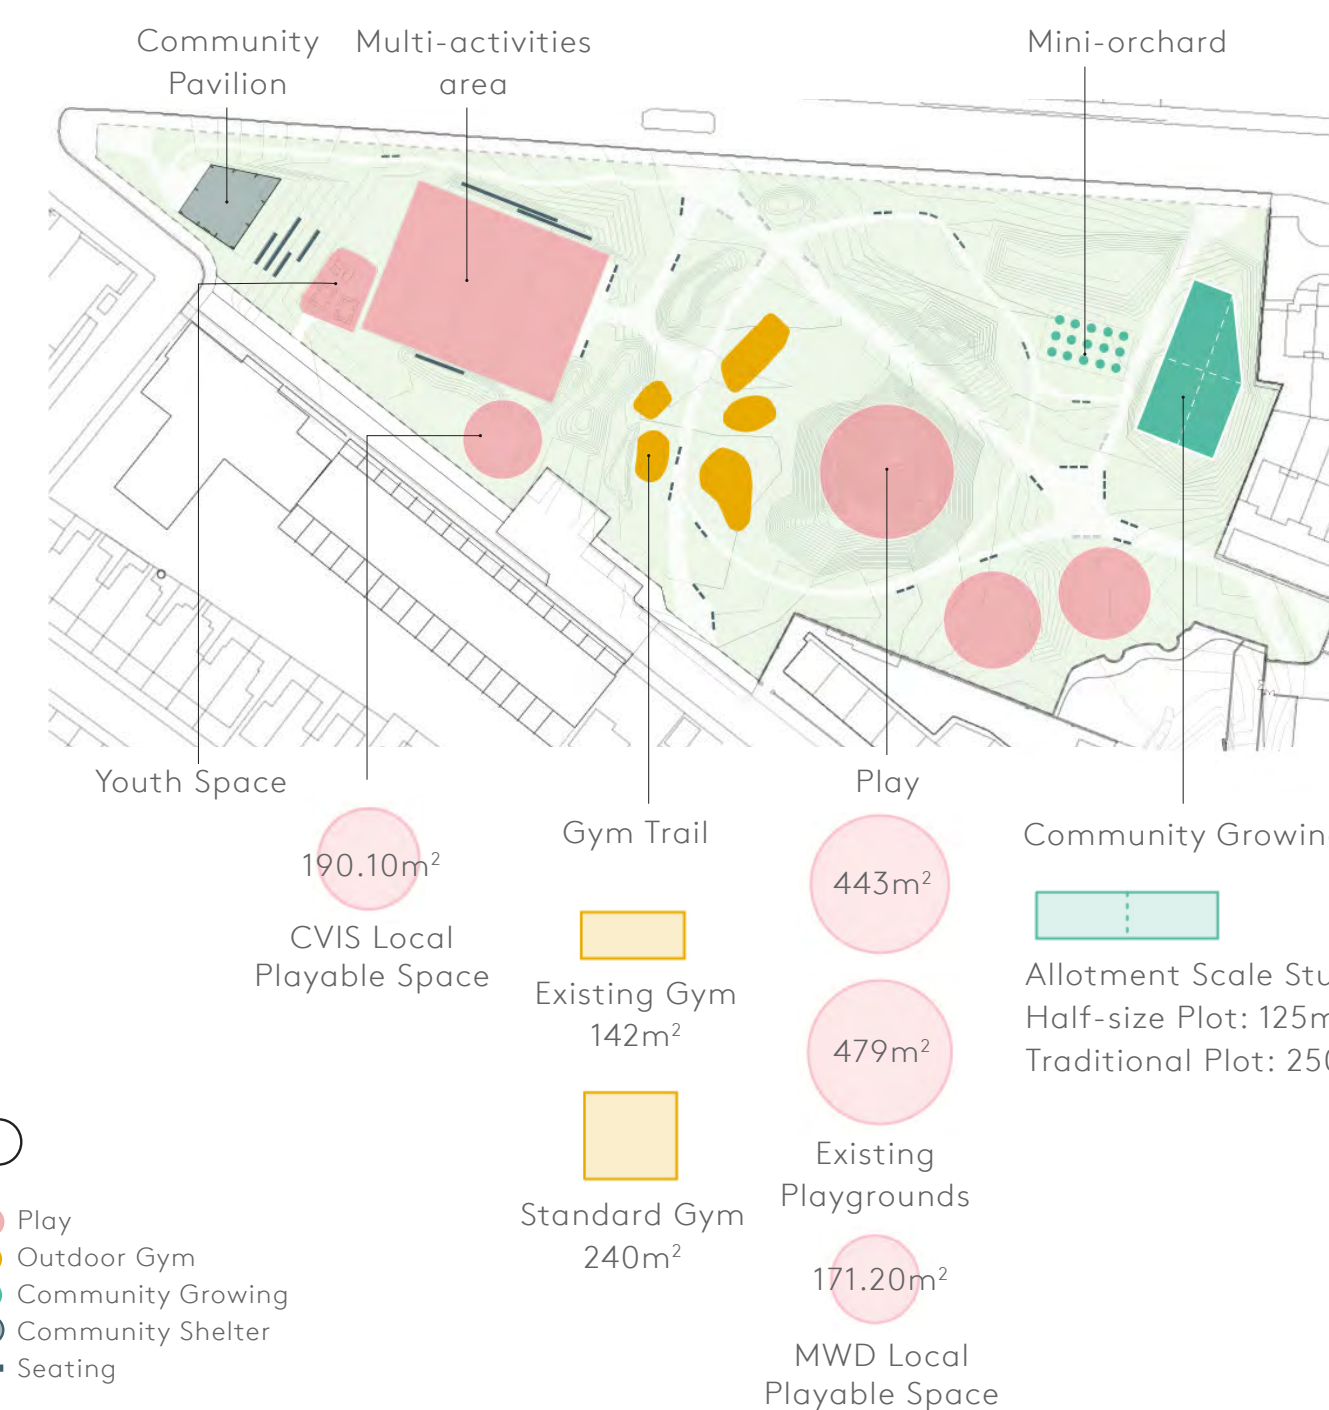 Community
Pavilion
Multi-activities
area
Mini-orchard
Youth Space
190.10m²
CVIS Local
Playable Space
Gym Trail
Existing Gym
142m²
Standard Gym
240m²
Play
443m²
479m²
Existing
Playgrounds
171.20m²
MWD Local
Playable Space
Community Growin
Allotment Scale Stu
Half-size Plot: 125m
Traditional Plot: 250
Play
Outdoor Gym
Community Growing
Community Shelter
Seating